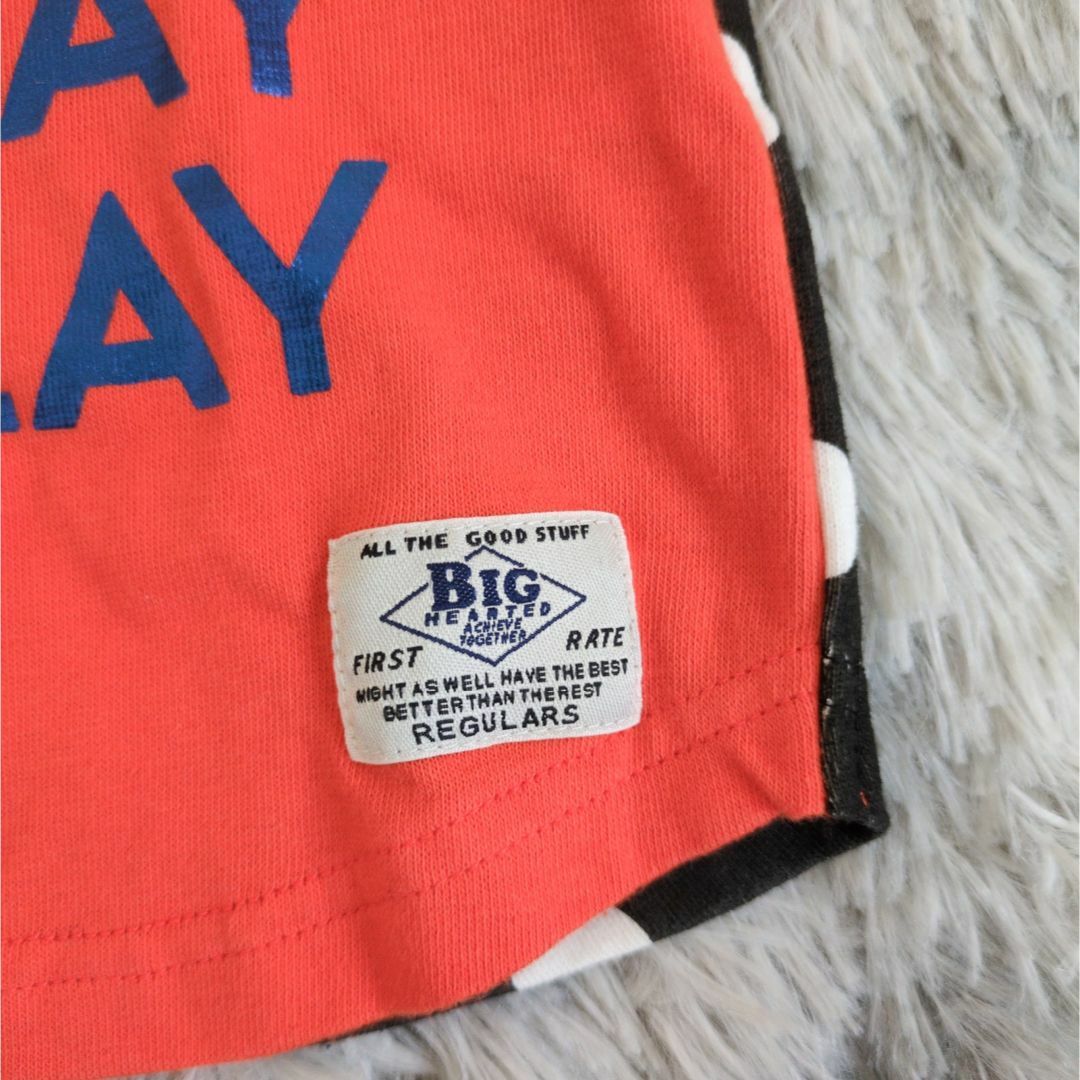 AY
LAY
ALL THE GOOD STUFF
BIG
HEARTED
ACHIEVE
TOGETHER
FIRST RATE
MIGHT AS WELL HAVE THE BEST
BETTER THAN THE REST
REGULARS